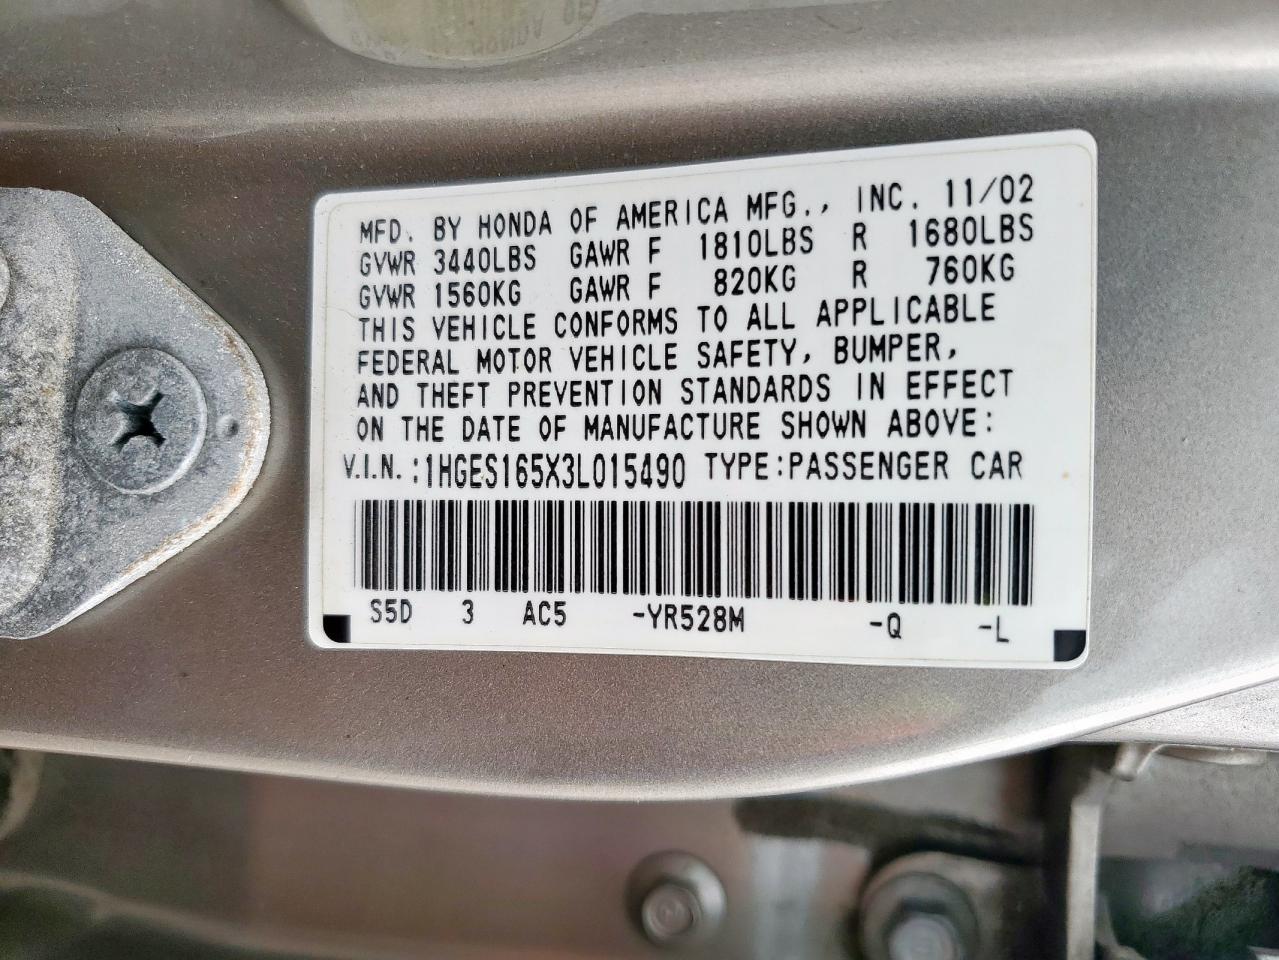 MFD. BY HONDA OF AMERICA MFG., INC. 11/02
GVWR 3440LBS GAWR F 1810LBS R 1680LBS
GVWR 1560KG GAWR F 820KG R 760KG
THIS VEHICLE CONFORMS TO ALL APPLICABLE
FEDERAL MOTOR VEHICLE SAFETY, BUMPER,
AND THEFT PREVENTION STANDARDS IN EFFECT
ON THE DATE OF MANUFACTURE SHOWN ABOVE:
V.I.N.:1HGES165X3L015490 TYPE:PASSENGER CAR
S5D 3 AC5 -YR528M -Q -L